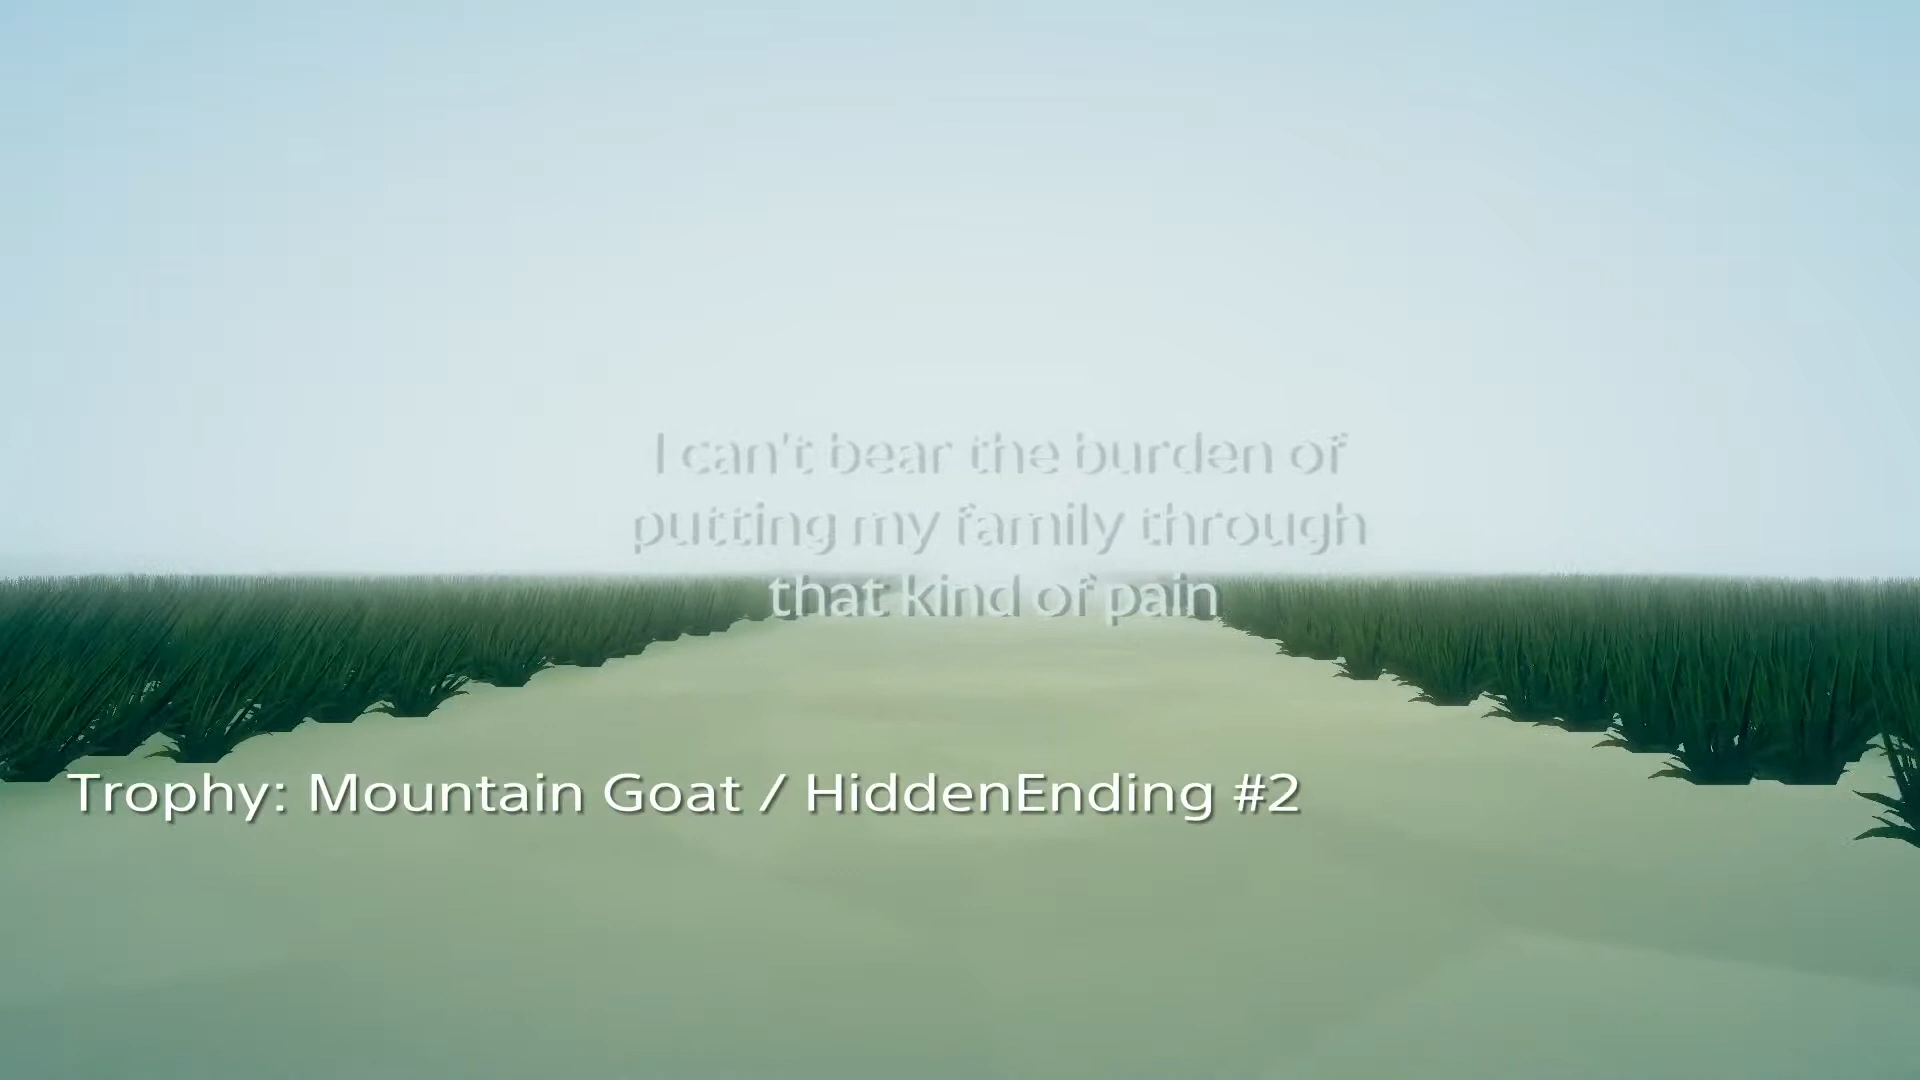 I can't bear the burden of
putting my family through
that kind of pain
Trophy: Mountain Goat / HiddenEnding #2